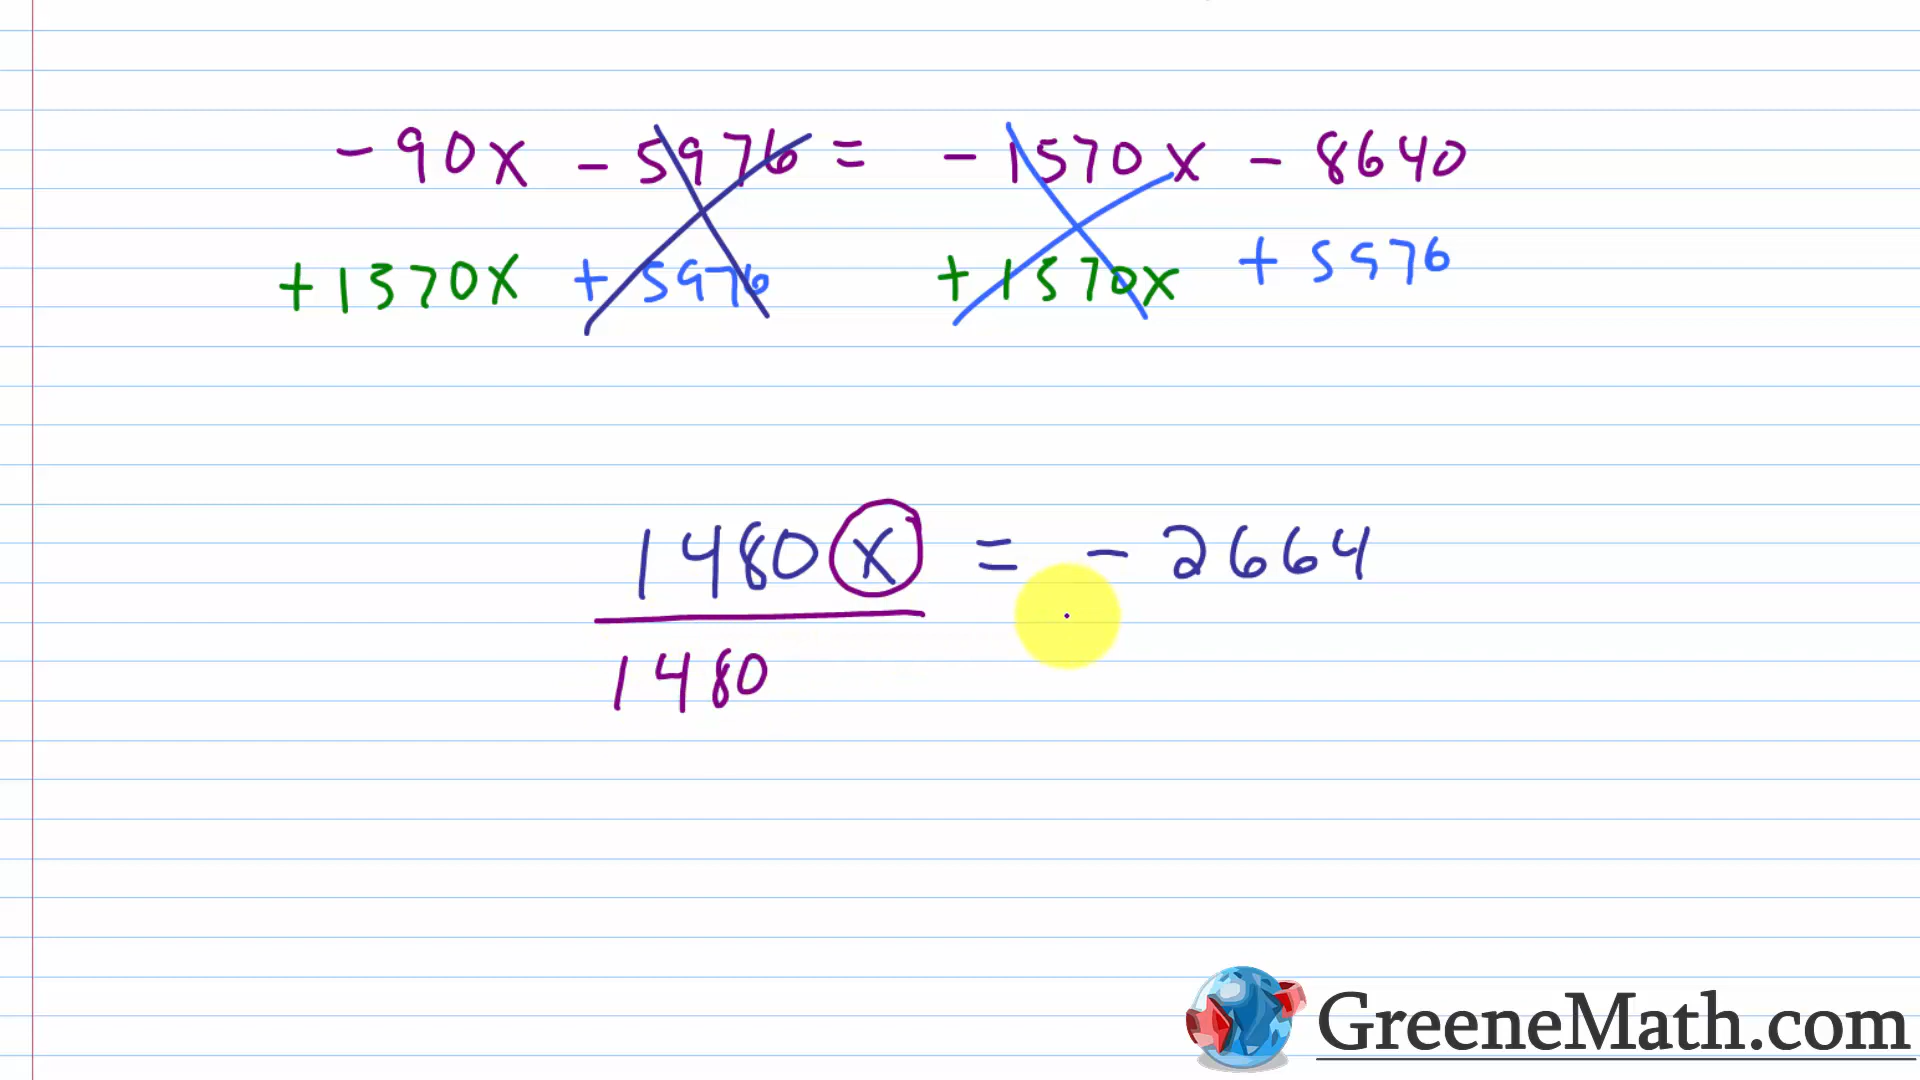 -90x - 5976 = -1570x - 8640
+1570x + 5976 + 1570x + 5976
1480x = -2664
1480
GreeneMath.com